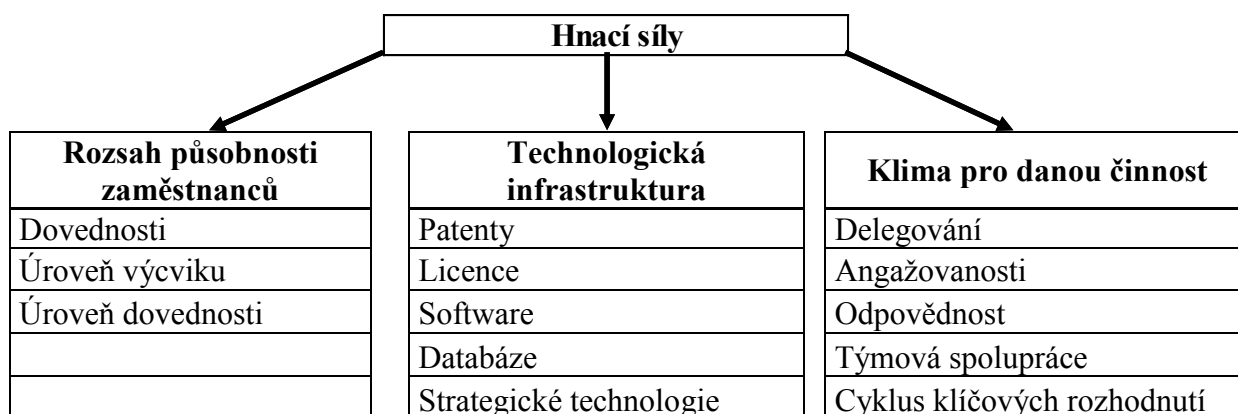 Hnací síly
Rozsah působnosti
zaměstnanců
Dovednosti
Úroveň výcviku
Úroveň dovednosti
Technologická
infrastruktura
Patenty
Licence
Software
Databáze
Strategické technologie
Klima pro danou činnost
Delegování
Angažovanosti
Odpovědnost
Týmová spolupráce
Cyklus klíčových rozhodnutí